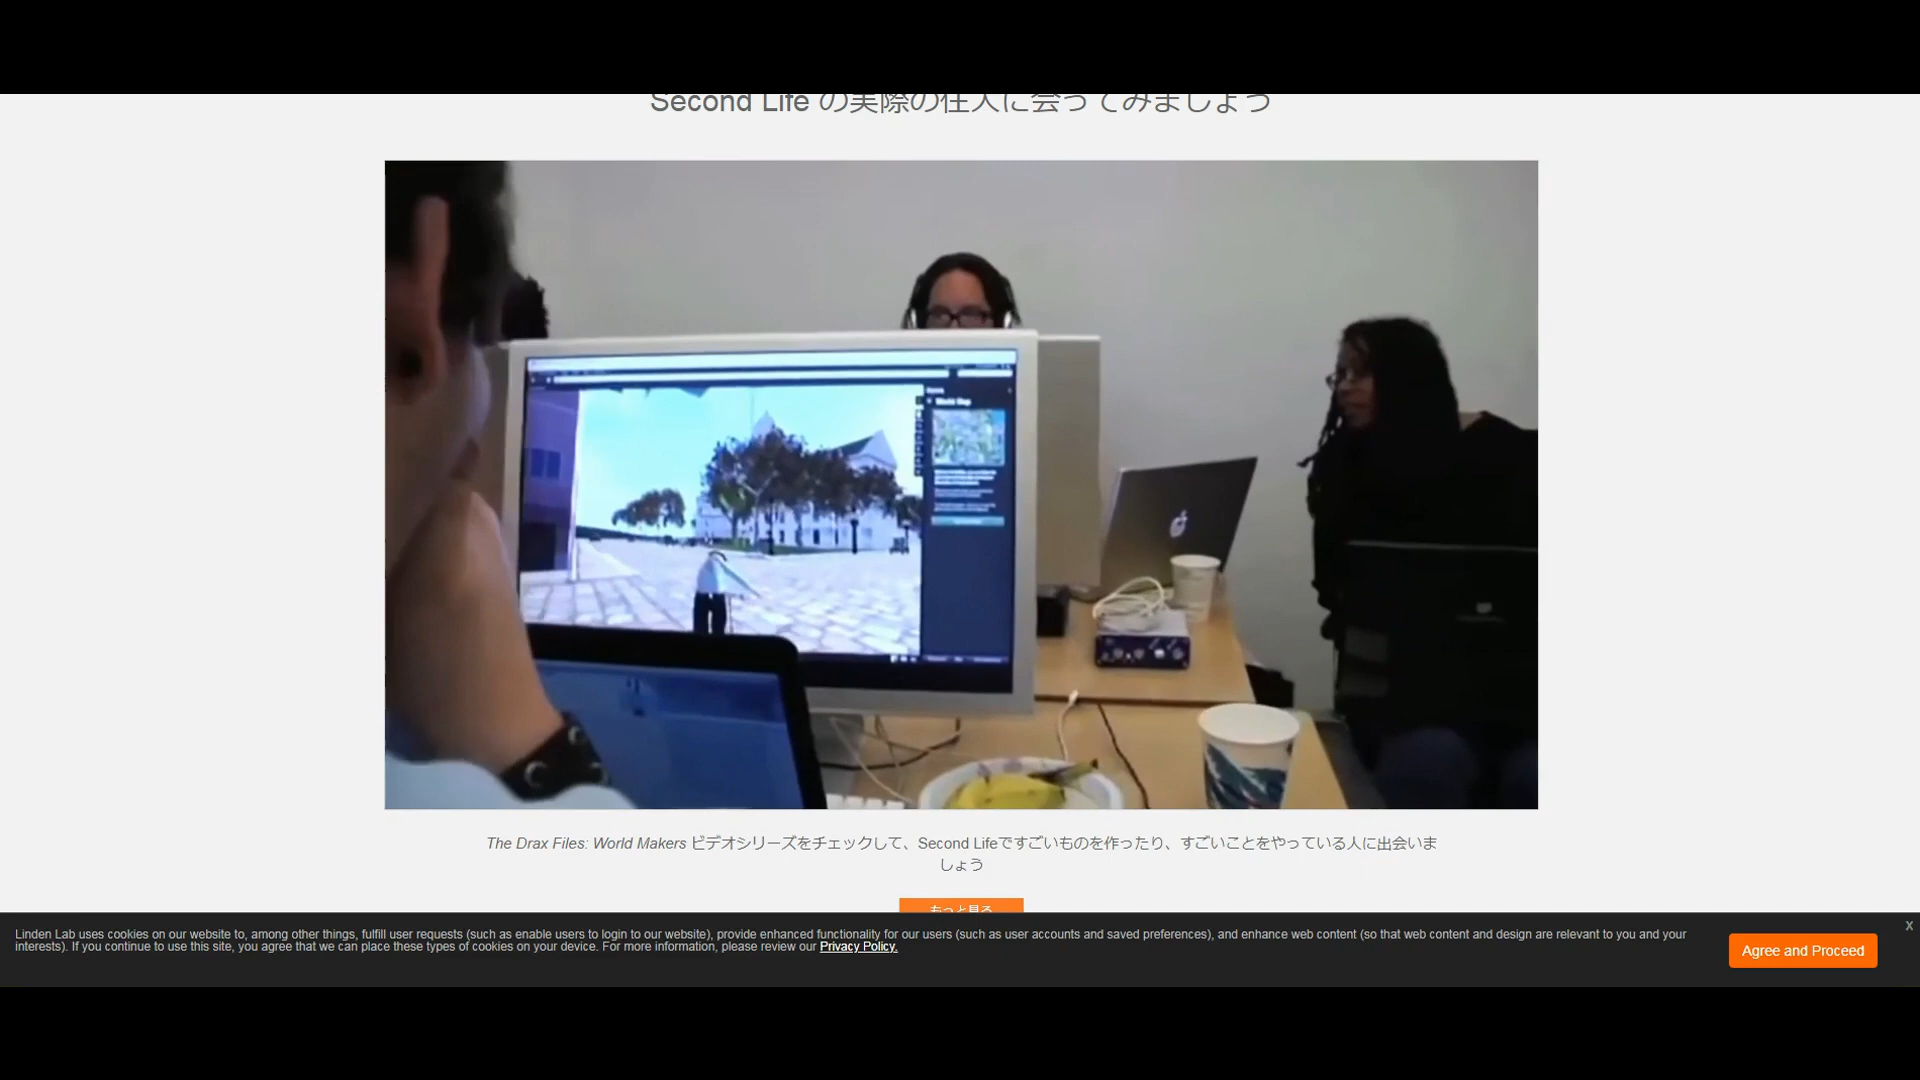 Second Life の実際の住人に会ってみましょう
World Map
The Drax Files: World Makers ビデオシリーズをチェックして、Second Lifeですごいものを作ったり、すごいことをやっている人に出会いま
しょう
もっと見る
Linden Lab uses cookies on our website to, among other things, fulfill user requests (such as enable users to login to our website), provide enhanced functionality for our users (such as user accounts and saved preferences), and enhance web content (so that web content and design are relevant to you and your
interests). If you continue to use this site, you agree that we can place these types of cookies on your device. For more information, please review our Privacy Policy.
X
Agree and Proceed